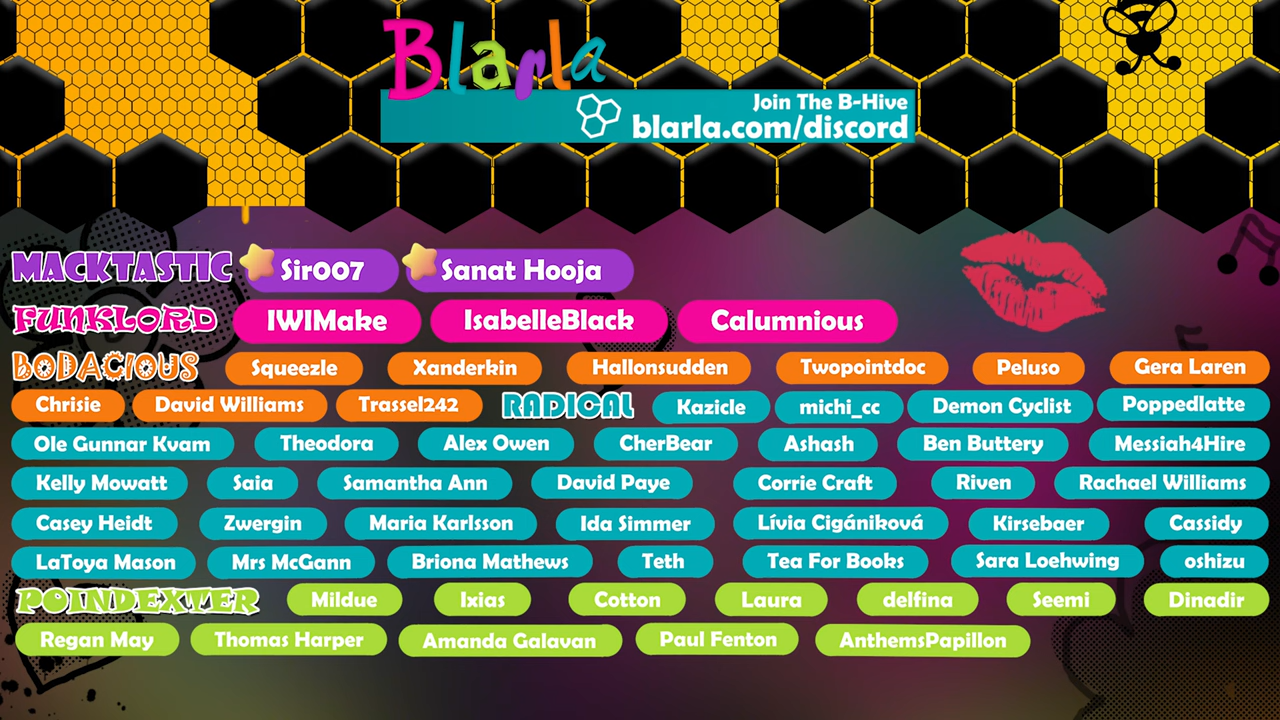 Blarla
Join The B-Hive
blarla.com/discord
MACKTASTIC Sir007 Sanat Hooja
FUNKLORD IWIMake IsabelleBlack Calumnious
BODACIOUS Squeezle Xanderkin Hallonsudden Twopointdoc Peluso Gera Laren
Chrisie David Williams Trassel242 RADICAL Kazicle michi_cc Demon Cyclist Poppedlatte
Ole Gunnar Kvam Theodora Alex Owen CherBear Ashash Ben Buttery Messiah4Hire
Kelly Mowatt Saia Samantha Ann David Paye Corrie Craft Riven Rachael Williams
Casey Heidt Zwergin Maria Karlsson Ida Simmer Lívia Cigániková Kirsebaer Cassidy
LaToya Mason Mrs McGann Briona Mathews Teth Tea For Books Sara Loehwing oshizu
POINDEXTER Mildue Ixias Cotton Laura delfina Seemi Dinadir
Regan May Thomas Harper Amanda Galavan Paul Fenton AnthemsPapillon